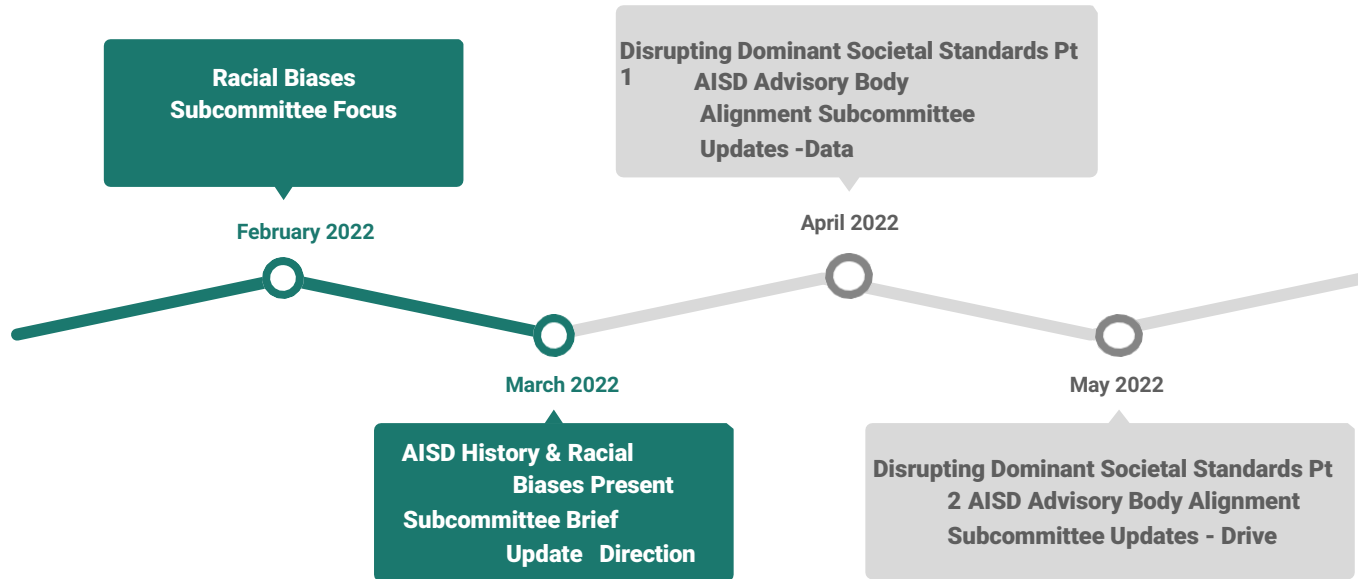 Racial Biases
Subcommittee Focus
February 2022
AISD History & Racial
Biases Present
Subcommittee Brief
Update Direction
March 2022
Disrupting Dominant Societal Standards Pt
1 AISD Advisory Body
Alignment Subcommittee
Updates -Data
April 2022
May 2022
Disrupting Dominant Societal Standards Pt
2 AISD Advisory Body Alignment
Subcommittee Updates - Drive